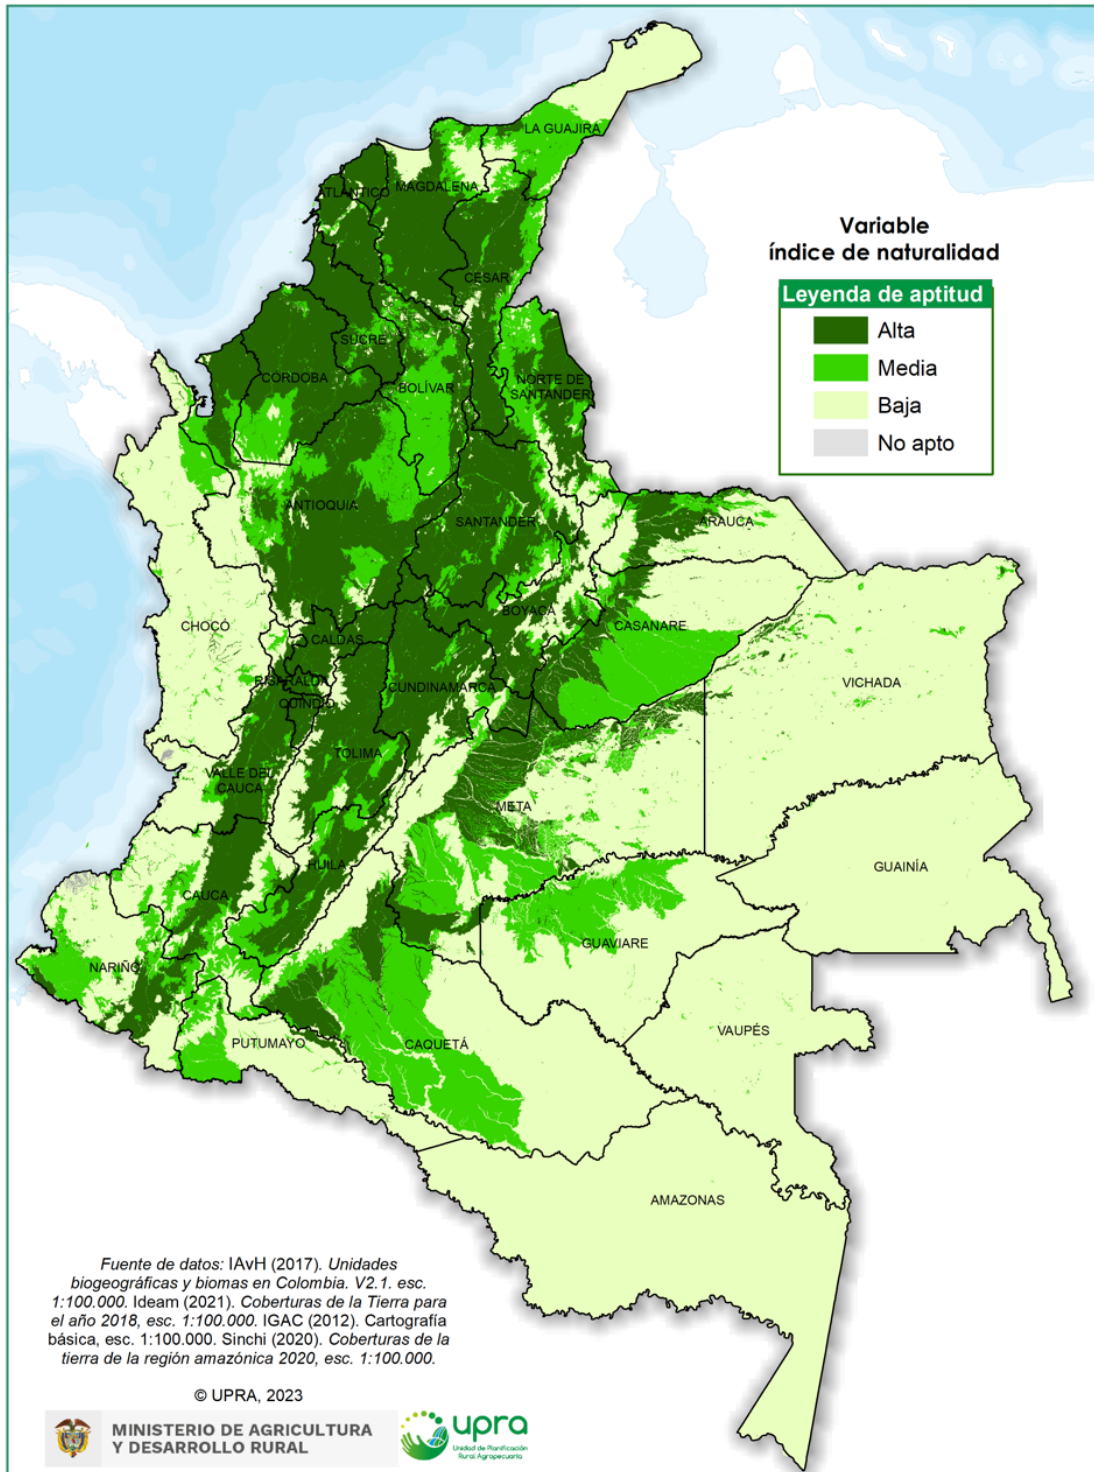 LA GUAJIRA
ATLÁNTICO
MAGDALENA
Variable
índice de naturalidad
Leyenda de aptitud
Alta
Media
Baja
No apto
CESAR
SUCRE
CÓRDOBA
BOLÍVAR
NORTE DE
SANTANDER
ANTIOQUIA
SANTANDER
ARAUCA
CHOCÓ
BOYACÁ
CASANARE
CALDAS
RISARALDA
QUINDÍO
CUNDINAMARCA
VICHADA
TOLIMA
VALLE DEL
CAUCA
META
HUILA
GUAINÍA
CAUCA
GUAVIARE
NARIÑO
VAUPÉS
PUTUMAYO
CAQUETÁ
AMAZONAS
Fuente de datos: IAvH (2017). Unidades
biogeográficas y biomas en Colombia. V2.1. esc.
1:100.000. Ideam (2021). Coberturas de la Tierra para
el año 2018, esc. 1:100.000. IGAC (2012). Cartografía
básica, esc. 1:100.000. Sinchi (2020). Coberturas de la
tierra de la región amazónica 2020, esc. 1:100.000.
© UPRA, 2023
MINISTERIO DE AGRICULTURA
Y DESARROLLO RURAL
upra
Unidad de Planificación
Rural Agropecuaria